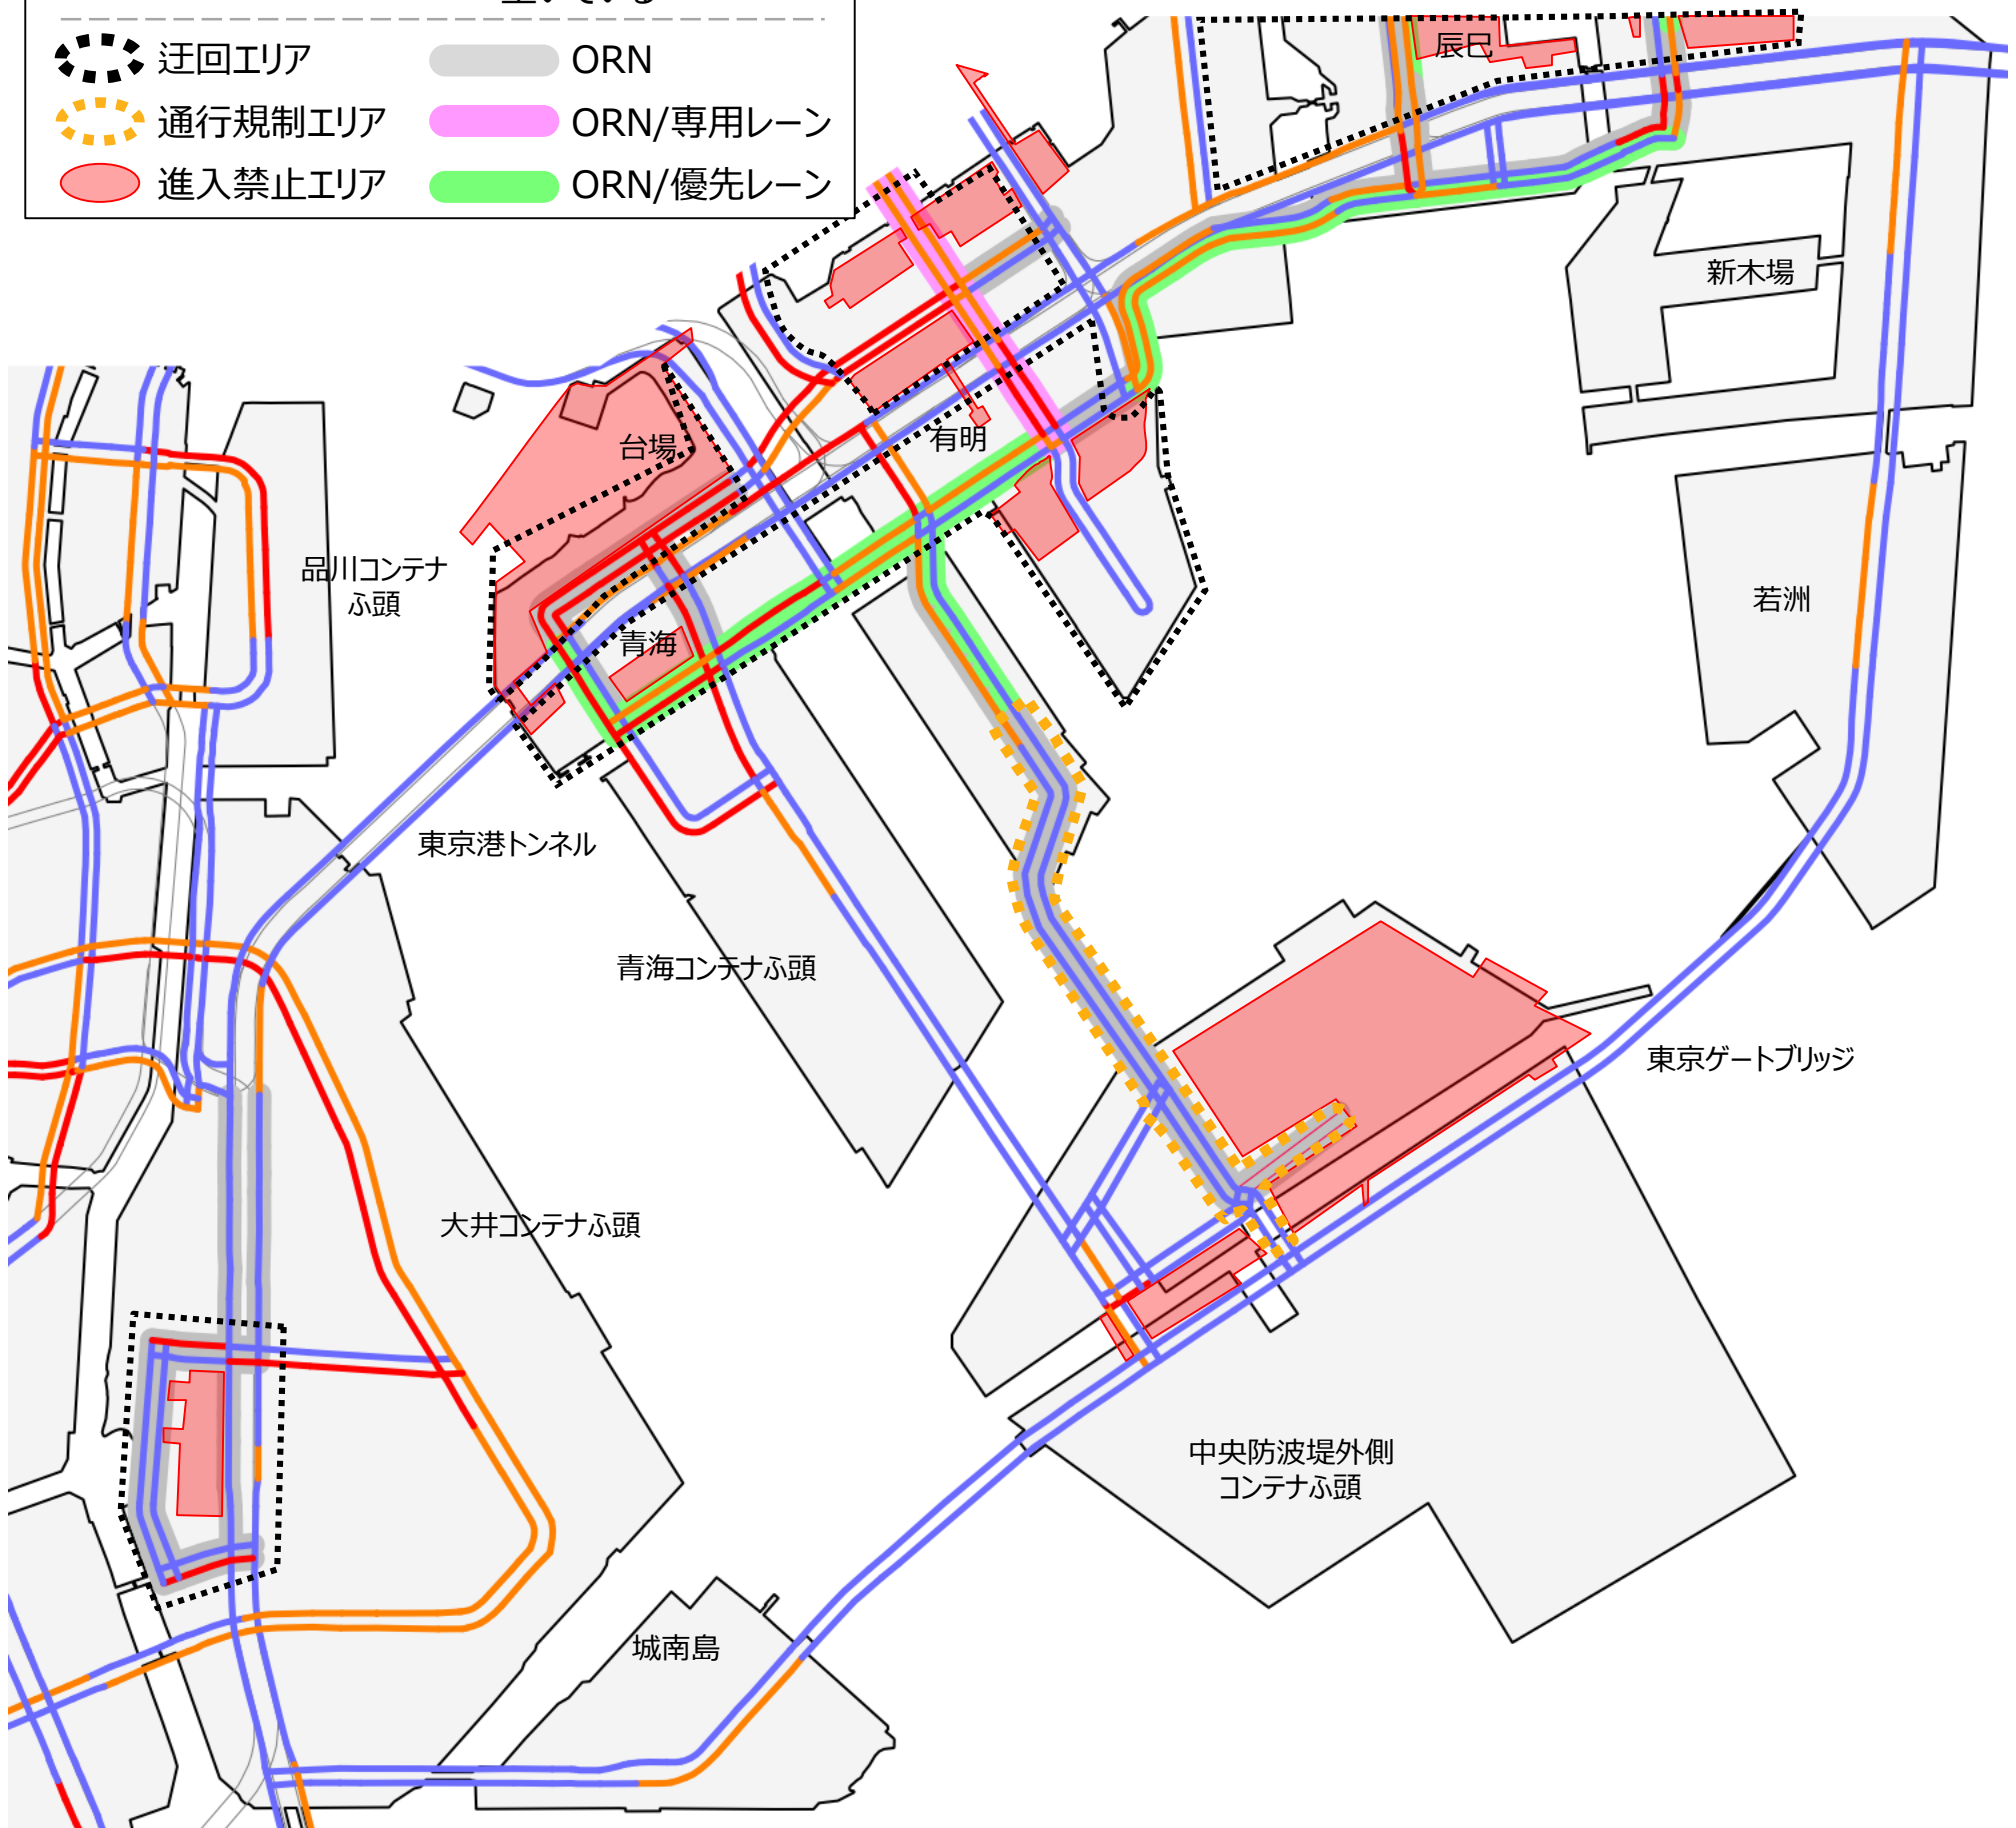 空いている
迂回エリア
ORN
通行規制エリア
ORN/専用レーン
進入禁止エリア
ORN/優先レーン
辰巳
新木場
有明
台場
品川コンテナ
ふ頭
若洲
青海
東京港トンネル
青海コンテナふ頭
東京ゲートブリッジ
大井コンテナふ頭
中央防波堤外側
コンテナふ頭
城南島